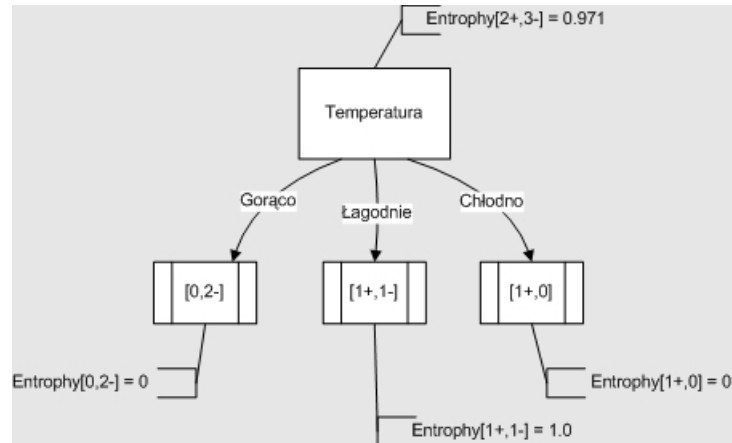 Entrophy[2+,3-] = 0.971
Temperatura
Gorąco
Łagodnie
Chłodno
[0,2-]
[1+,1-]
[1+,0]
Entrophy[0,2-] = 0
Entrophy[1+,0] = 0
Entrophy[1+,1-] = 1.0